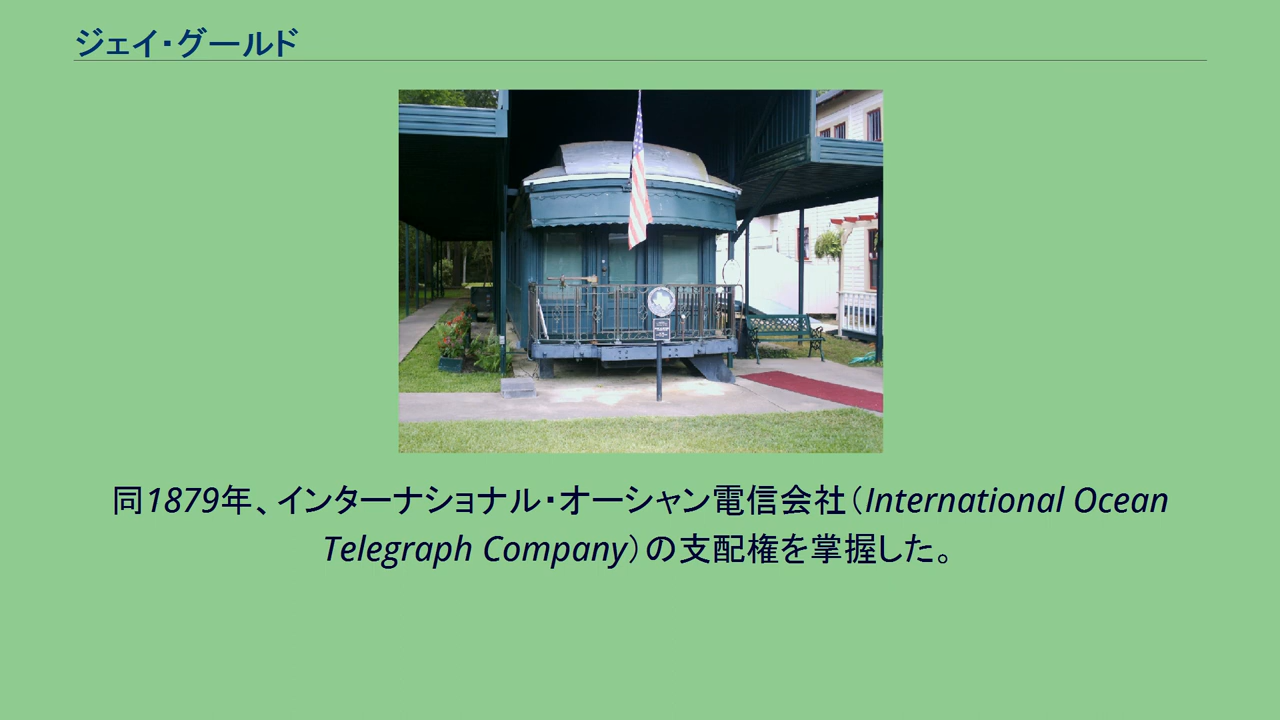 ジェイ・グールド
同1879年、インターナショナル・オーシャン電信会社（International Ocean
Telegraph Company）の支配権を掌握した。